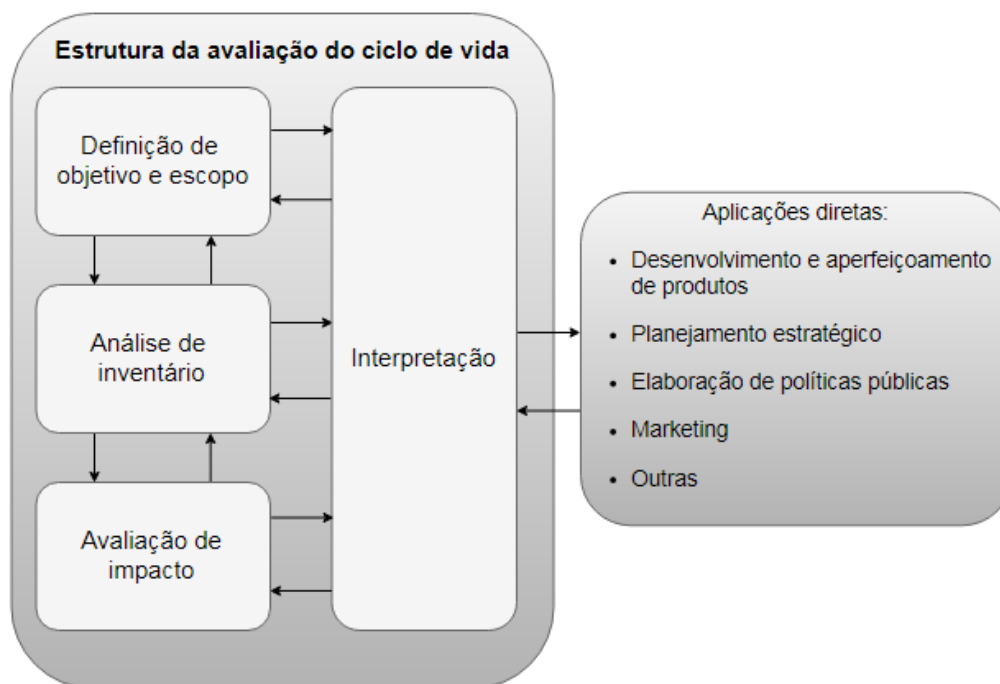 Estrutura da avaliação do ciclo de vida
Definição de
objetivo e escopo
Análise de
inventário
Avaliação de
impacto
Interpretação
Aplicações diretas:
• Desenvolvimento e aperfeiçoamento
de produtos
• Planejamento estratégico
• Elaboração de políticas públicas
• Marketing
• Outras